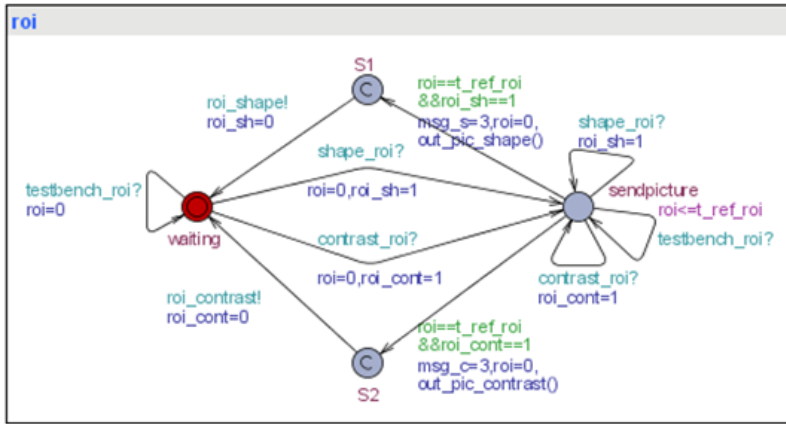 roi
S1
roi_shape!
roi_sh=0
roi==t_ref_roi
&&roi_sh==1
msg_s=3,roi=0,
out_pic_shape()
shape_roi?
roi_sh=1
shape_roi?
roi=0,roi_sh=1
testbench_roi?
roi=0
waiting
sendpicture
roi<=t_ref_roi
testbench_roi?
contrast_roi?
roi=0,roi_cont=1
contrast_roi?
roi_cont=1
roi_contrast!
roi_cont=0
roi==t_ref_roi
&&roi_cont==1
msg_c=3,roi=0,
out_pic_contrast()
C
C
S2